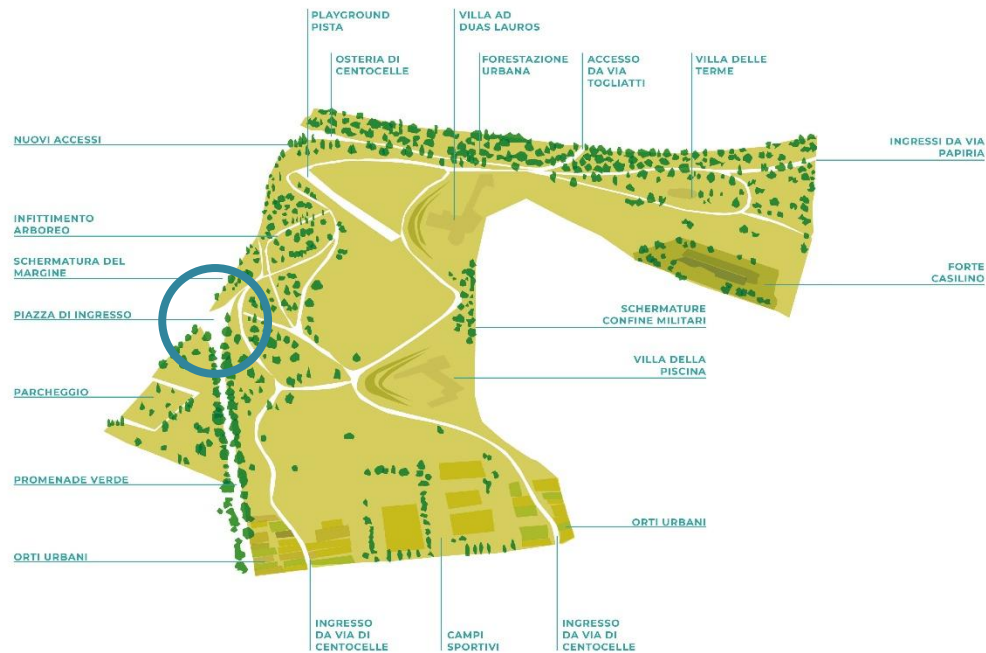 PLAYGROUND
PISTA
VILLA AD
DUAS LAUROS
OSTERIA DI
CENTOCELLE
FORESTAZIONE
URBANA
ACCESSO
DA VIA
TOGLIATTI
VILLA DELLE
TERME
NUOVI ACCESSI
INGRESSI DA VIA
PAPIRIA
INFITTIMENTO
ARBOREO
SCHERMATURA DEL
MARGINE
FORTE
CASILINO
PIAZZA DI INGRESSO
SCHERMATURE
CONFINE MILITARI
VILLA DELLA
PISCINA
PARCHEGGIO
PROMENADE VERDE
ORTI URBANI
ORTI URBANI
INGRESSO
DA VIA DI
CENTOCELLE
CAMPI
SPORTIVI
INGRESSO
DA VIA DI
CENTOCELLE